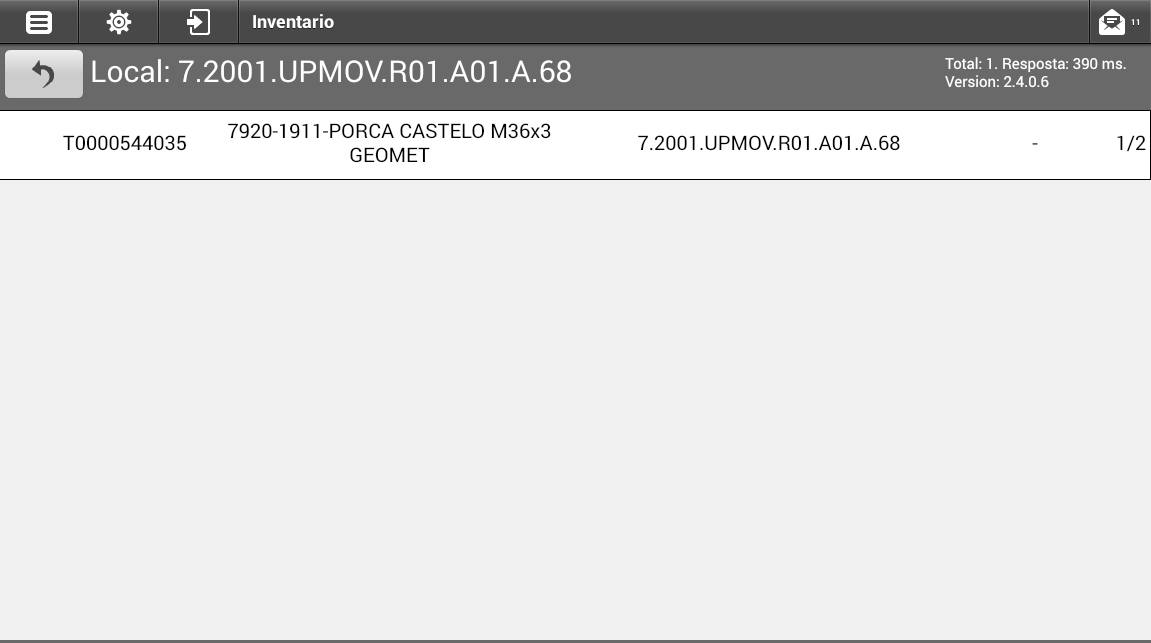 Inventario
11
Local: 7.2001.UPMOV.R01.A01.A.68
Total: 1. Resposta: 390 ms.
Version: 2.4.0.6
T0000544035
7920-1911-PORCA CASTELO M36x3
GEOMET
7.2001.UPMOV.R01.A01.A.68
-
1/2